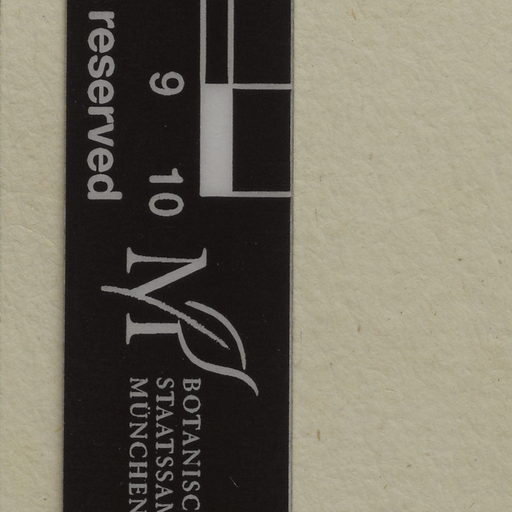 reserved
9 10
M
BOTANISC
STAATSSAM
MÜNCHEN